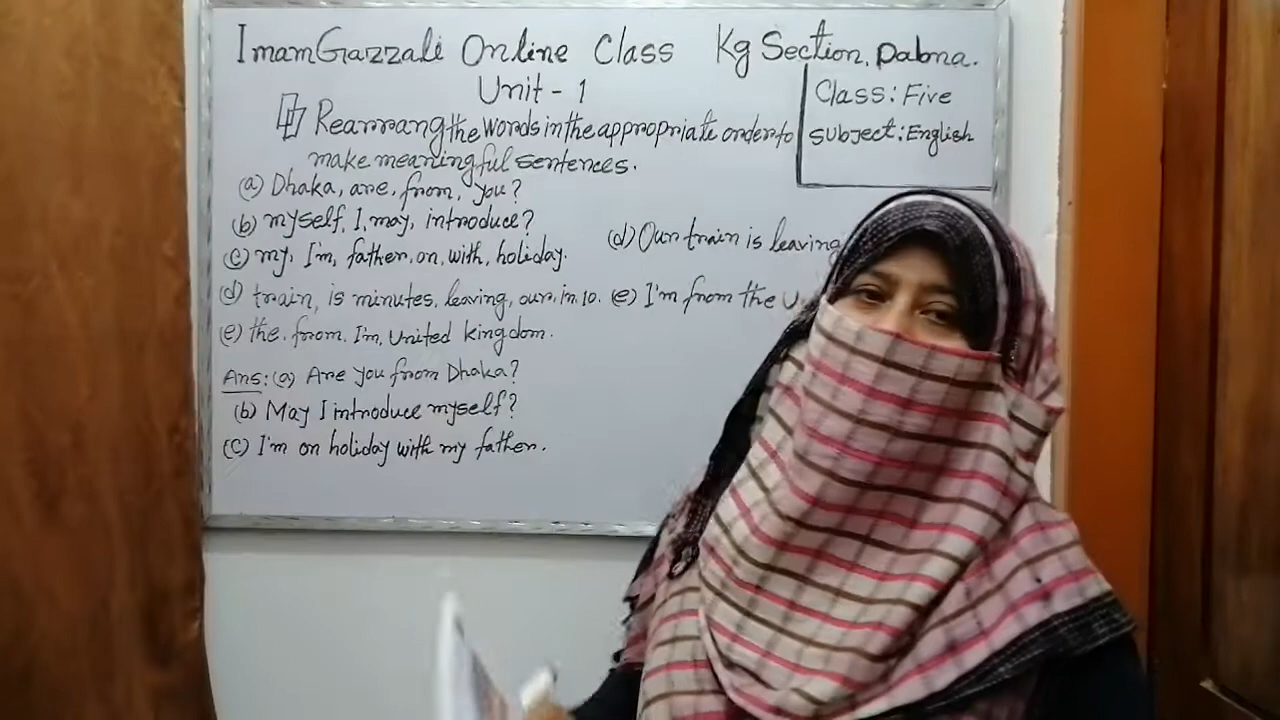 Imam Gazzali Online Class Kg Section, Pabna.
Unit - 1
Class: Five
Subject: English
Rearrang the words in the appropriate order to
make meaningful sentences.
(a) Dhaka, are, from, you?
(b) myself, I, may, introduce?
(c) my, I'm, father, on, with, holiday.
(d) train, is minutes, leaving, our, in 10.
(e) the, from, I'm, United Kingdom.
Ans: (a) Are you from Dhaka?
(b) May I introduce myself?
(c) I'm on holiday with my father.
(d) Our train is leaving
(e) I'm from the U